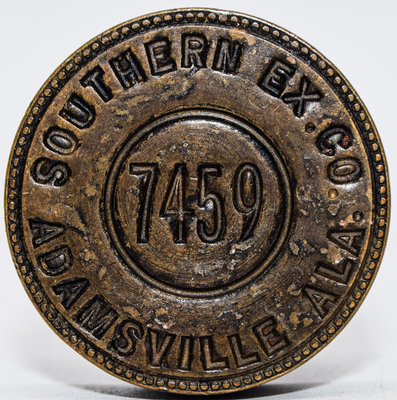 SOUTHERN EX. CO.
7459
ADAMSVILLE ALA.